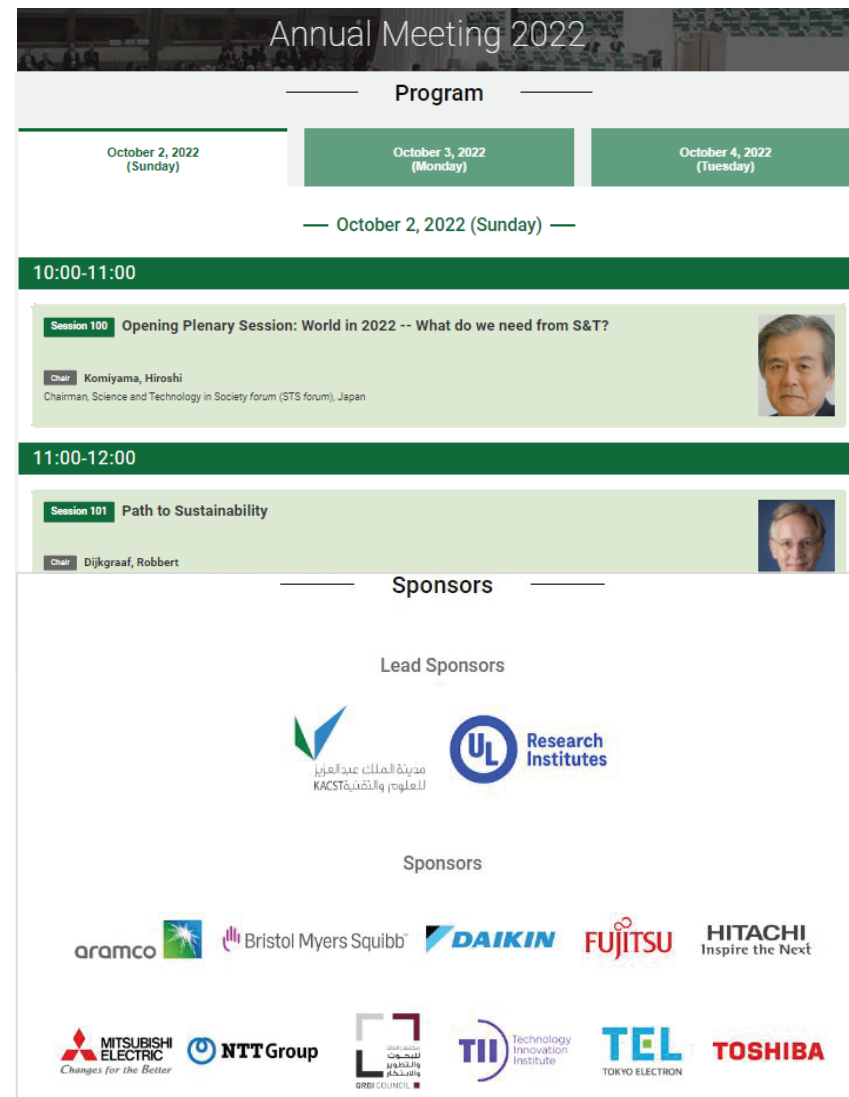 Annual Meeting 2022
Program
October 2, 2022
(Sunday)
October 3, 2022
(Monday)
October 4, 2022
(Tuesday)
October 2, 2022 (Sunday)
10:00-11:00
Session 100 Opening Plenary Session: World in 2022 -- What do we need from S&T?
Chair Komiyama, Hiroshi
Chairman, Science and Technology in Society forum (STS forum), Japan
11:00-12:00
Session 101 Path to Sustainability
Chair Dijkgraaf, Robbert
Sponsors
Lead Sponsors
مدينة الملك عبدالعزيز
للعلوم والتقنية KACST
UL Research
Institutes
Sponsors
aramco
Bristol Myers Squibb
DAIKIN
FUJITSU
HITACHI
Inspire the Next
MITSUBISHI
ELECTRIC
Changes for the Better
NTT Group
للبحوث
والتطوير
والابتكار
QRDI COUNCIL
TII Technology
Innovation
Institute
TEL
TOKYO ELECTRON
TOSHIBA